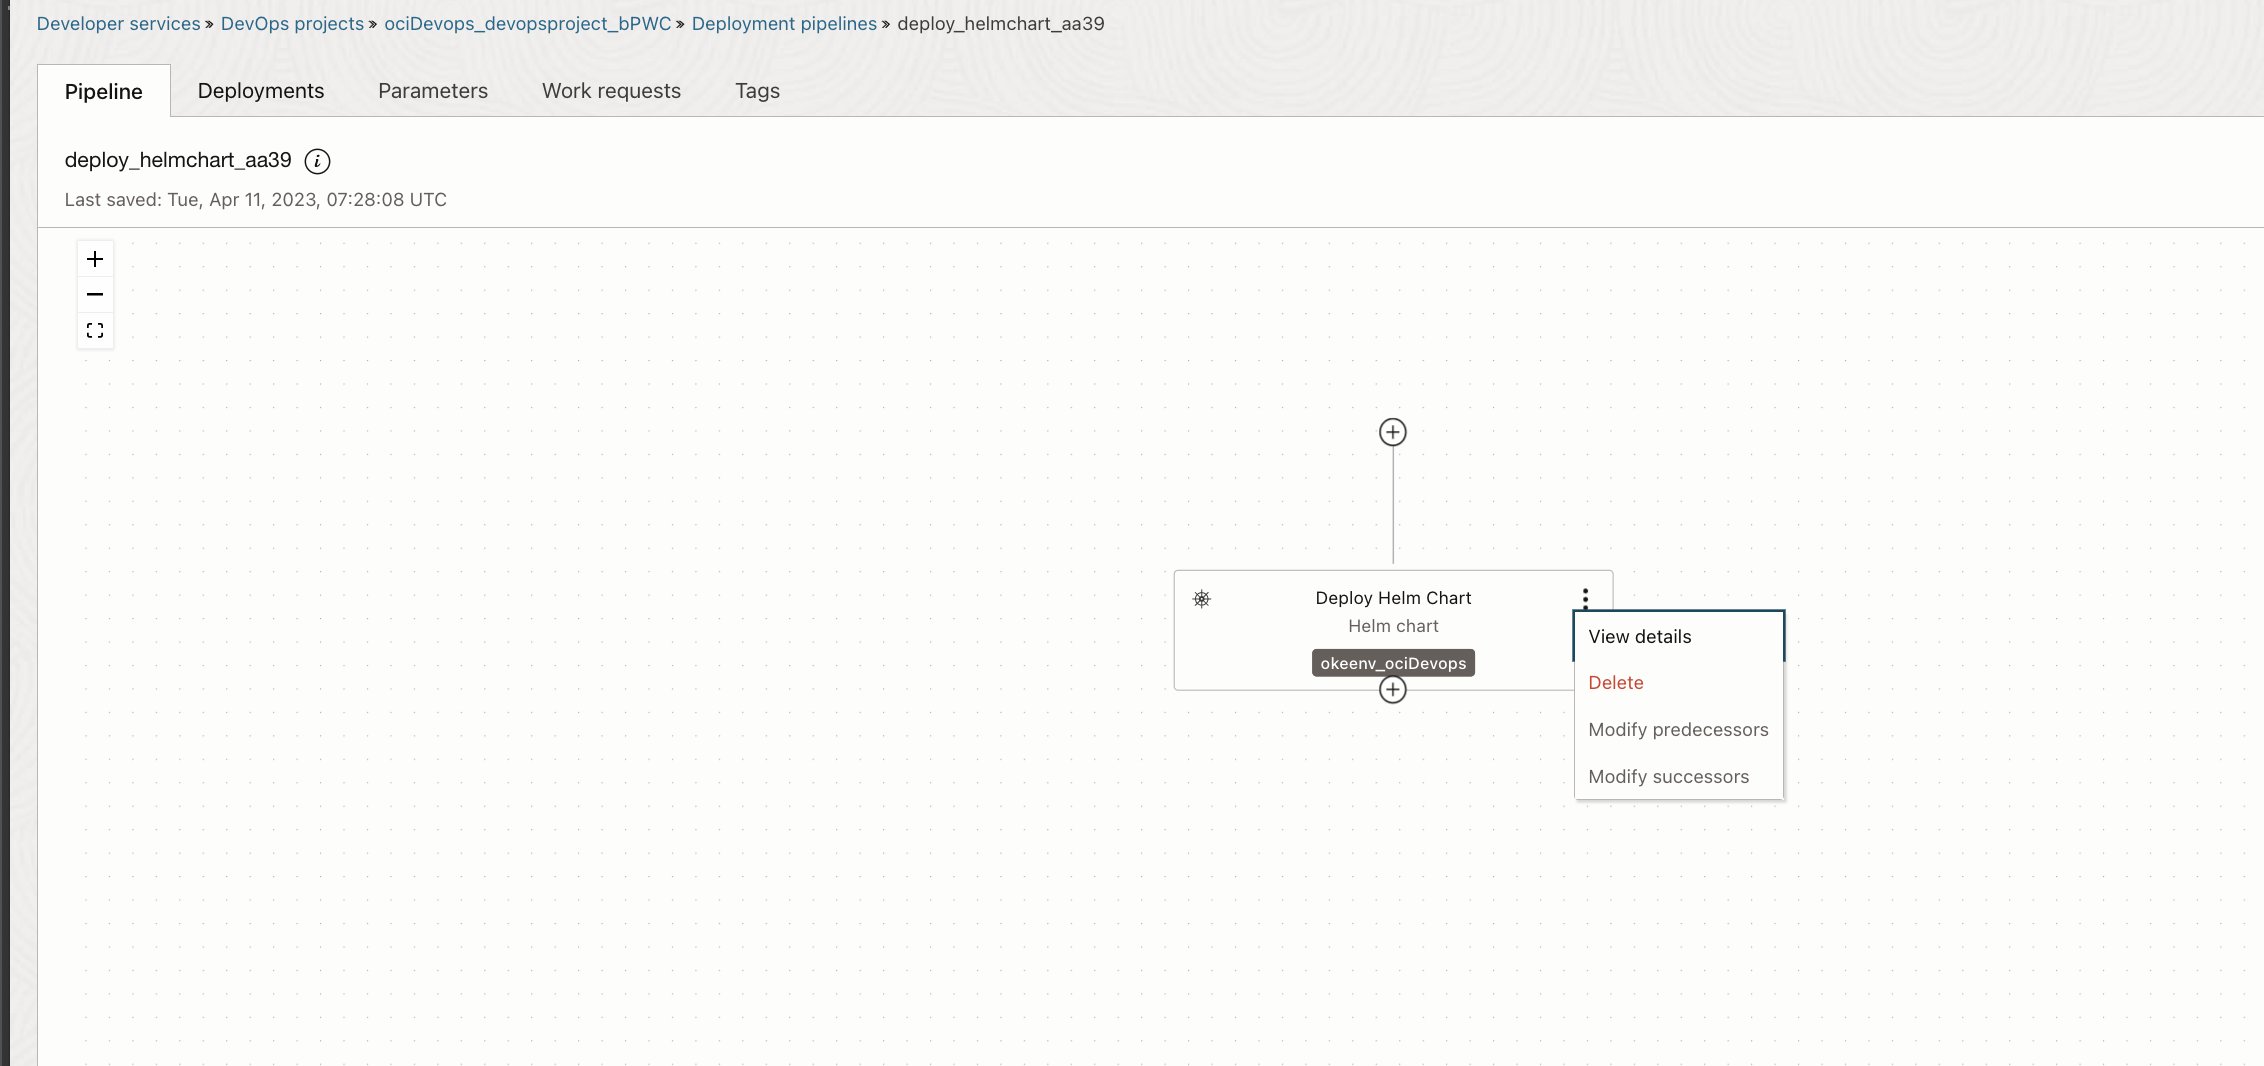 Developer services » DevOps projects » ociDevops_devopsproject_bPWC » Deployment pipelines » deploy_helmchart_aa39
Pipeline Deployments Parameters Work requests Tags
deploy_helmchart_aa39 i
Last saved: Tue, Apr 11, 2023, 07:28:08 UTC
Deploy Helm Chart
Helm chart
okeenv_ociDevops
View details
Delete
Modify predecessors
Modify successors